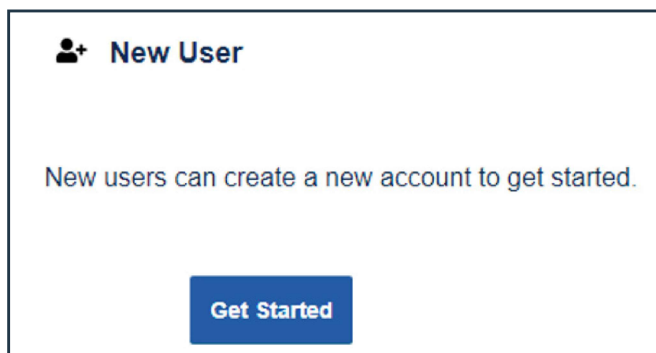 New User
New users can create a new account to get started.
Get Started